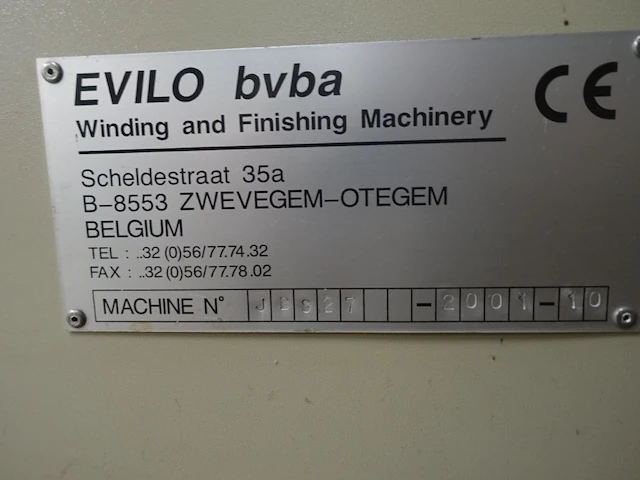 EVILO bvba
CE
Winding and Finishing Machinery
Scheldestraat 35a
B-8553 ZWEVEGEM-OTEGEM
BELGIUM
TEL : ..32 (0)56/77.74.32
FAX : ..32 (0)56/77.78.02
MACHINE N° -2001-10